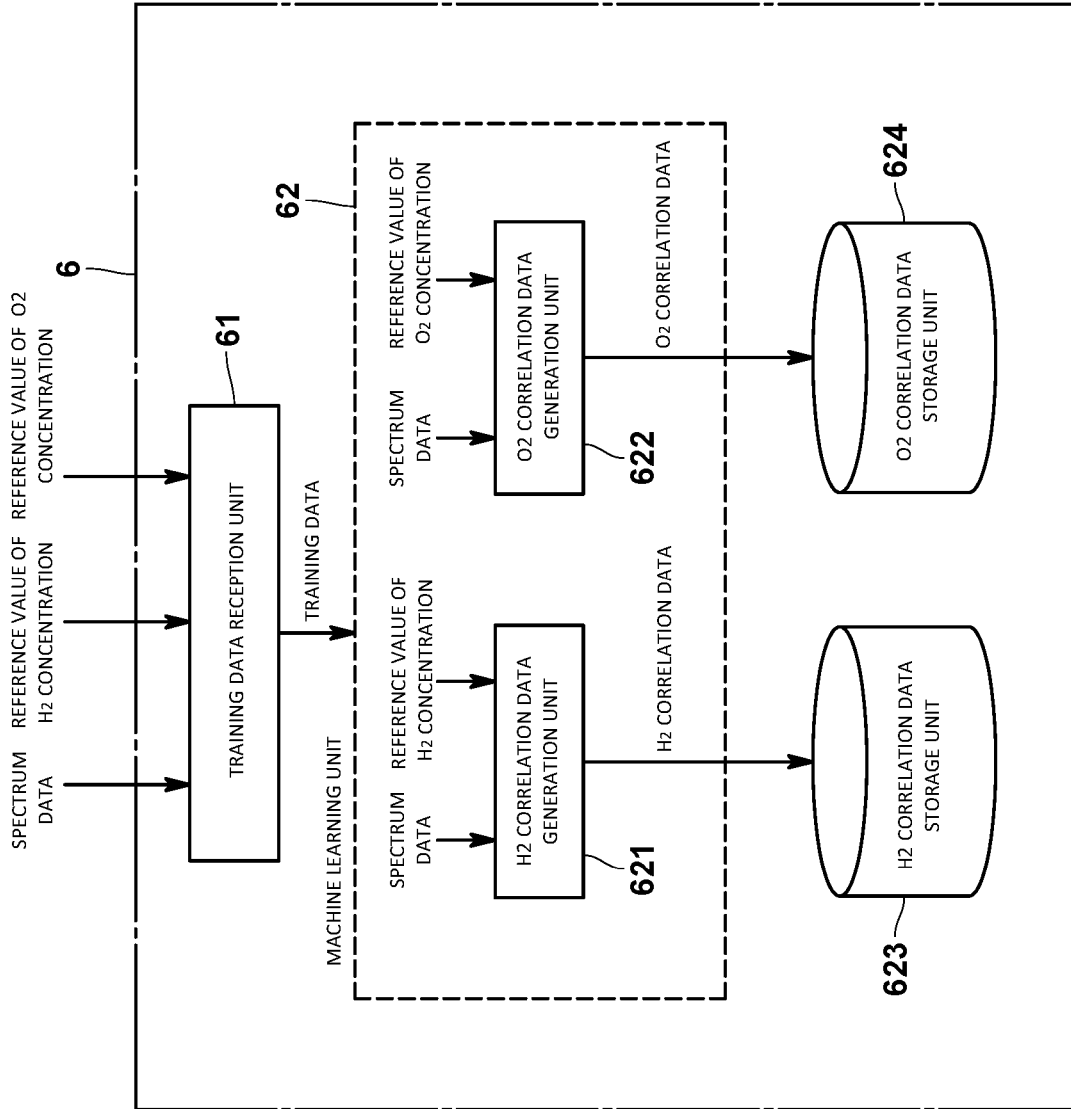 SPECTRUM
DATA
REFERENCE VALUE OF
H2 CONCENTRATION
REFERENCE VALUE OF O2
CONCENTRATION
6
TRAINING DATA RECEPTION UNIT
61
TRAINING DATA
MACHINE LEARNING UNIT
62
SPECTRUM
DATA
REFERENCE VALUE OF
H2 CONCENTRATION
SPECTRUM
DATA
REFERENCE VALUE OF
O2 CONCENTRATION
H2 CORRELATION DATA
GENERATION UNIT
621
O2 CORRELATION DATA
GENERATION UNIT
622
H2 CORRELATION DATA
O2 CORRELATION DATA
H2 CORRELATION DATA
STORAGE UNIT
623
O2 CORRELATION DATA
STORAGE UNIT
624